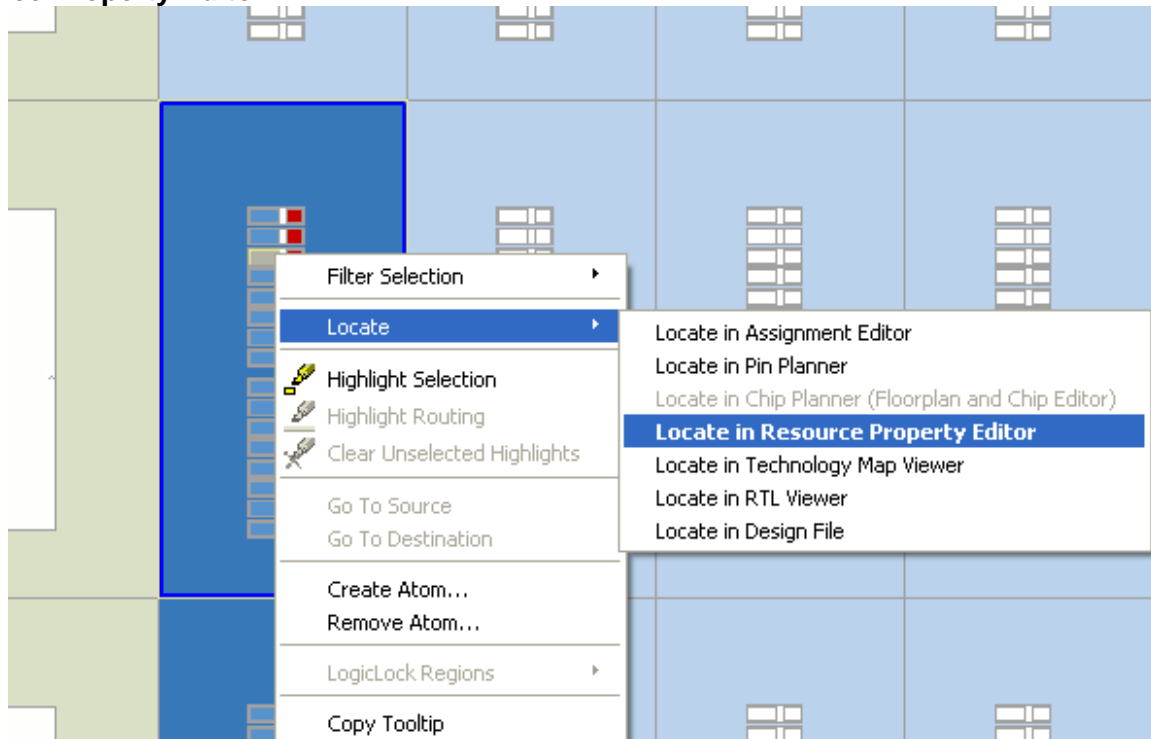 Filter Selection
Locate
Locate in Assignment Editor
Locate in Pin Planner
Locate in Chip Planner (Floorplan and Chip Editor)
Locate in Resource Property Editor
Locate in Technology Map Viewer
Locate in RTL Viewer
Locate in Design File
Highlight Selection
Highlight Routing
Clear Unselected Highlights
Go To Source
Go To Destination
Create Atom...
Remove Atom...
LogicLock Regions
Copy Tooltip